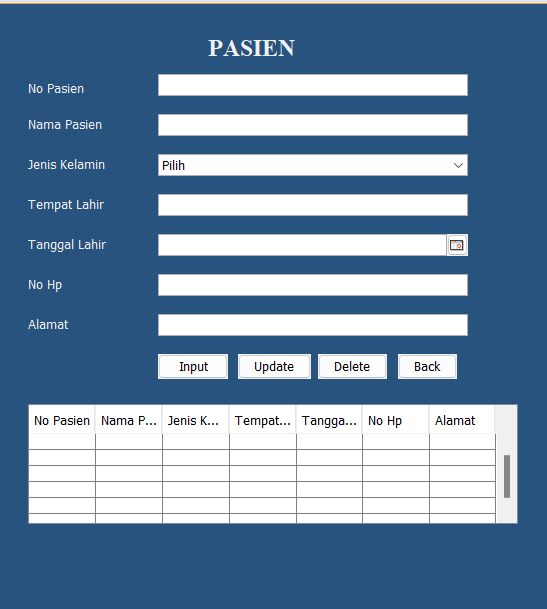 PASIEN
No Pasien
Nama Pasien
Jenis Kelamin Pilih
Tempat Lahir
Tanggal Lahir
No Hp
Alamat
Input Update Delete Back
No Pasien Nama P... Jenis K... Tempat... Tangga... No Hp Alamat